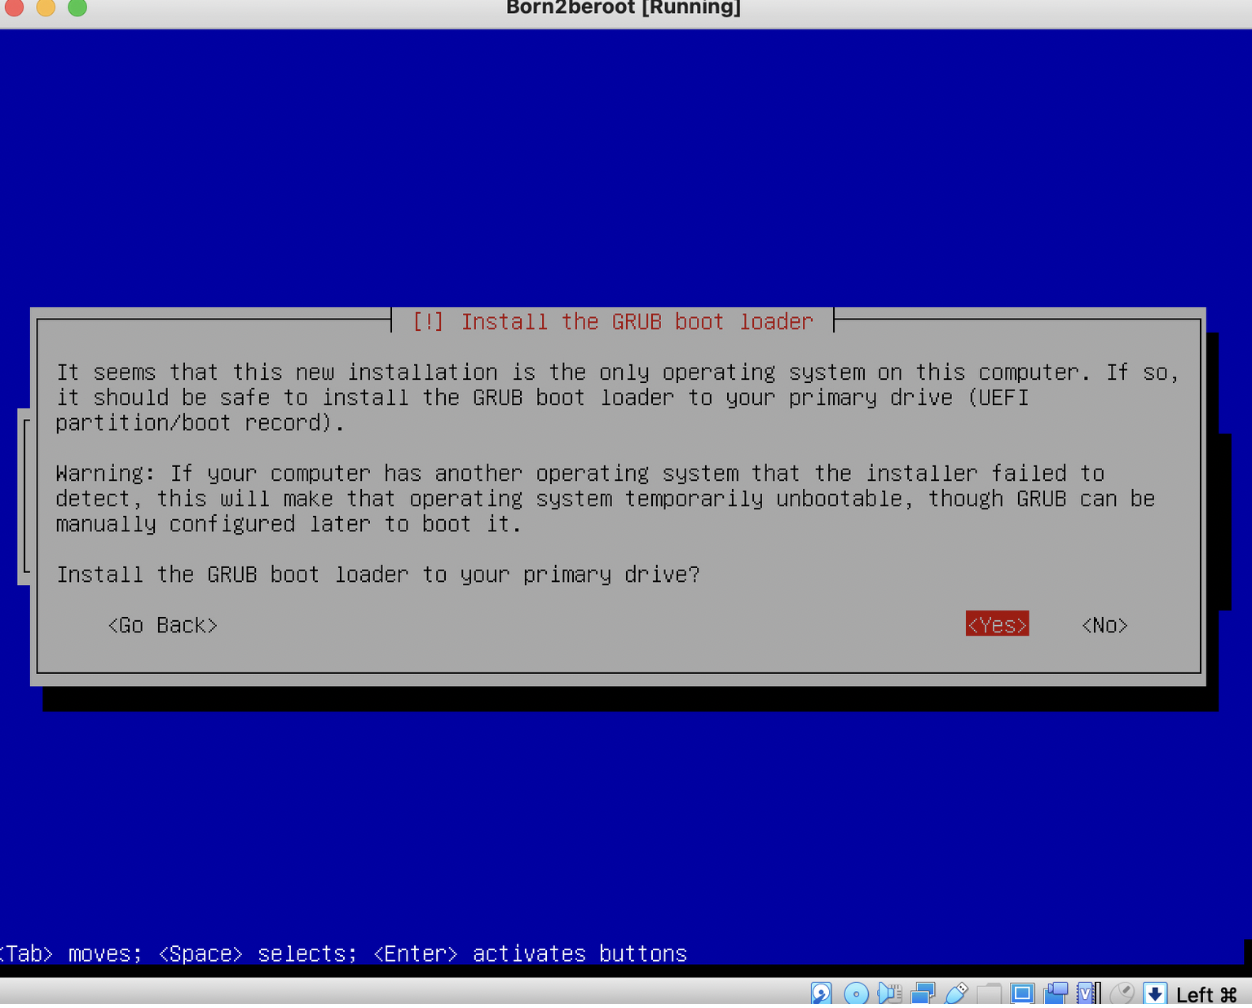 Born2beroot [Running]
[!] Install the GRUB boot loader
It seems that this new installation is the only operating system on this computer. If so,
it should be safe to install the GRUB boot loader to your primary drive (UEFI
partition/boot record).
Warning: If your computer has another operating system that the installer failed to
detect, this will make that operating system temporarily unbootable, though GRUB can be
manually configured later to boot it.
Install the GRUB boot loader to your primary drive?
<Go Back> <Yes> <No>
<Tab> moves; <Space> selects; <Enter> activates buttons
Left ⌘